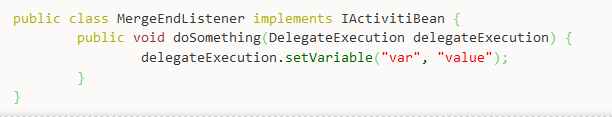 public class MergeEndListener implements IActivitiBean {
        public void doSomething(DelegateExecution delegateExecution) {
                delegateExecution.setVariable("var", "value");
        }
}